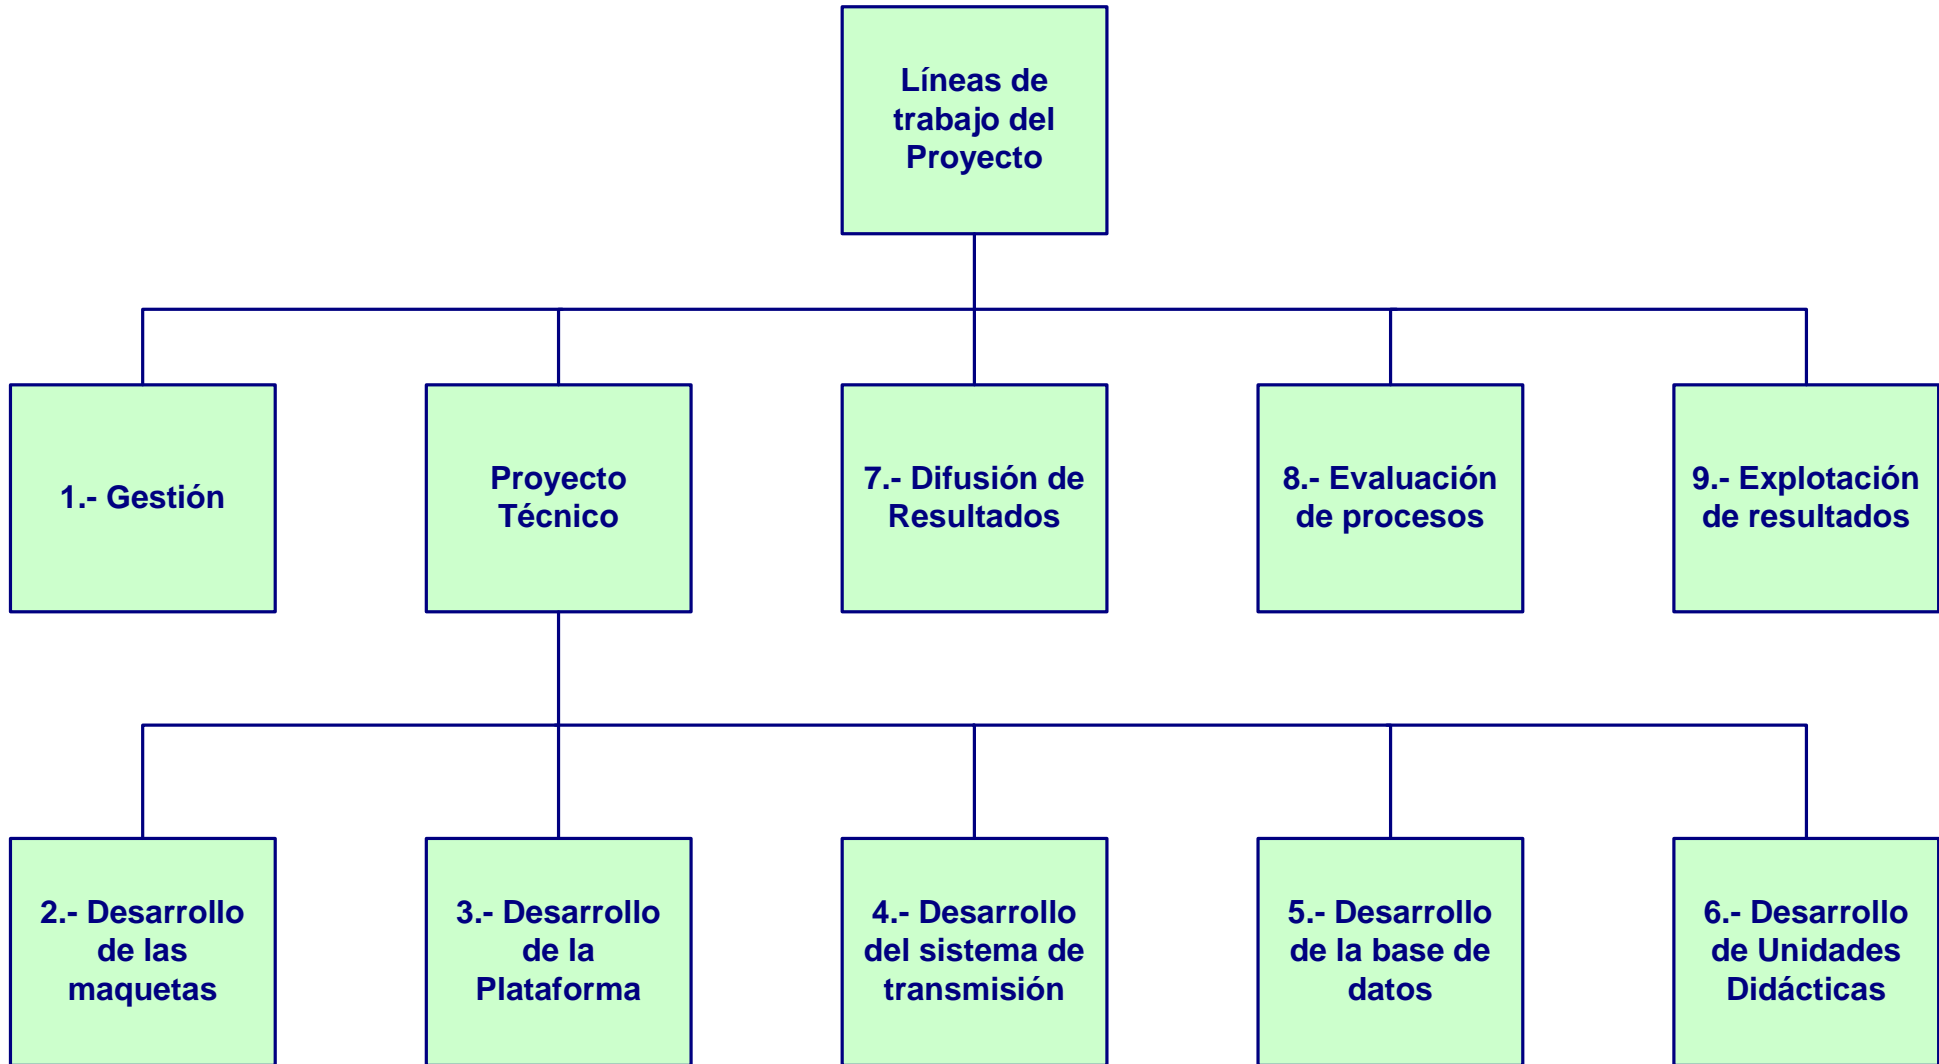 Líneas de
trabajo del
Proyecto
1.- Gestión
Proyecto
Técnico
7.- Difusión de
Resultados
8.- Evaluación
de procesos
9.- Explotación
de resultados
2.- Desarrollo
de las
maquetas
3.- Desarrollo
de la
Plataforma
4.- Desarrollo
del sistema de
transmisión
5.- Desarrollo
de la base de
datos
6.- Desarrollo
de Unidades
Didácticas